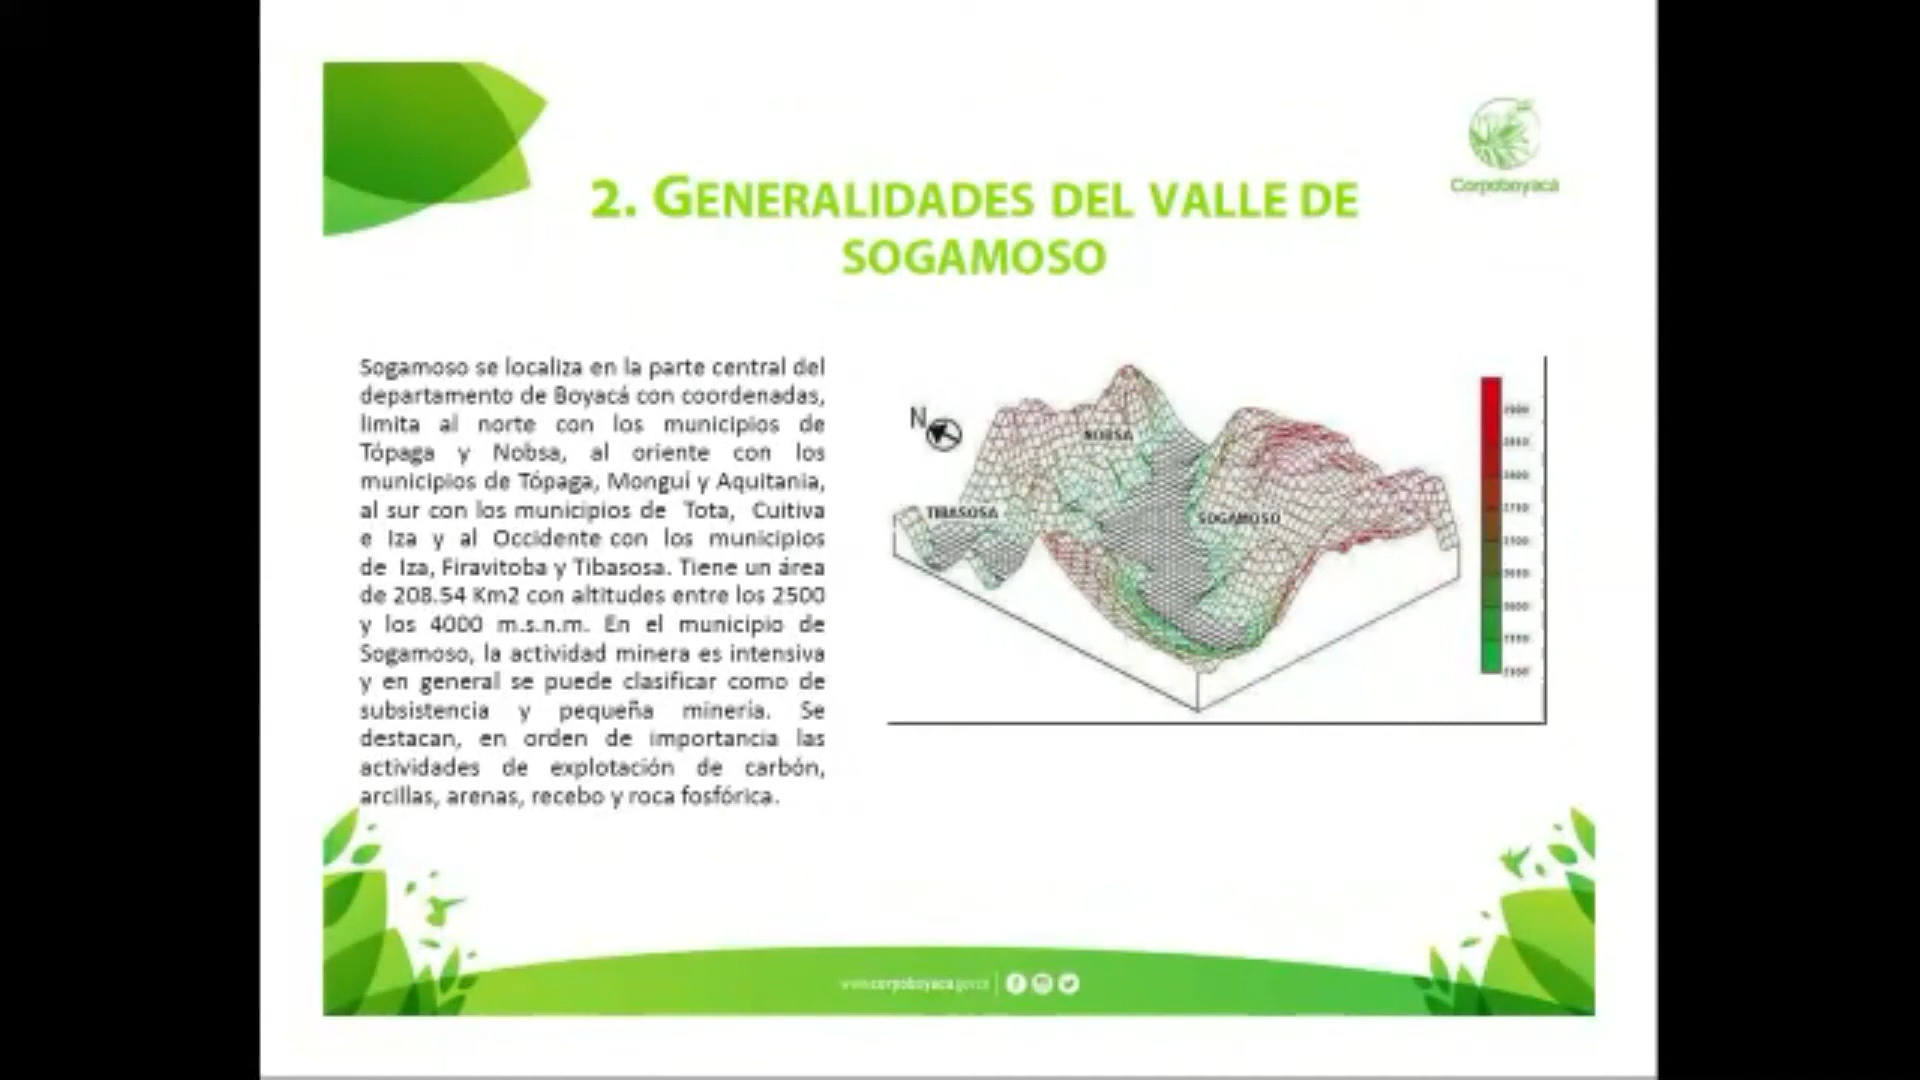 Corpoboyacá
2. GENERALIDADES DEL VALLE DE
SOGAMOSO
Sogamoso se localiza en la parte central del
departamento de Boyacá con coordenadas,
limita al norte con los municipios de
Tópaga y Nobsa, al oriente con los
municipios de Tópaga, Monguí y Aquitania,
al sur con los municipios de Tota, Cuitiva
e Iza y al Occidente con los municipios
de Iza, Firavitoba y Tibasosa. Tiene un área
de 208.54 Km2 con altitudes entre los 2500
y los 4000 m.s.n.m. En el municipio de
Sogamoso, la actividad minera es intensiva
y en general se puede clasificar como de
subsistencia y pequeña minería. Se
destacan, en orden de importancia las
actividades de explotación de carbón,
arcillas, arenas, recebo y roca fosfórica.
N
NOBSA
TIBASOSA
SOGAMOSO
www.corpoboyaca.gov.co